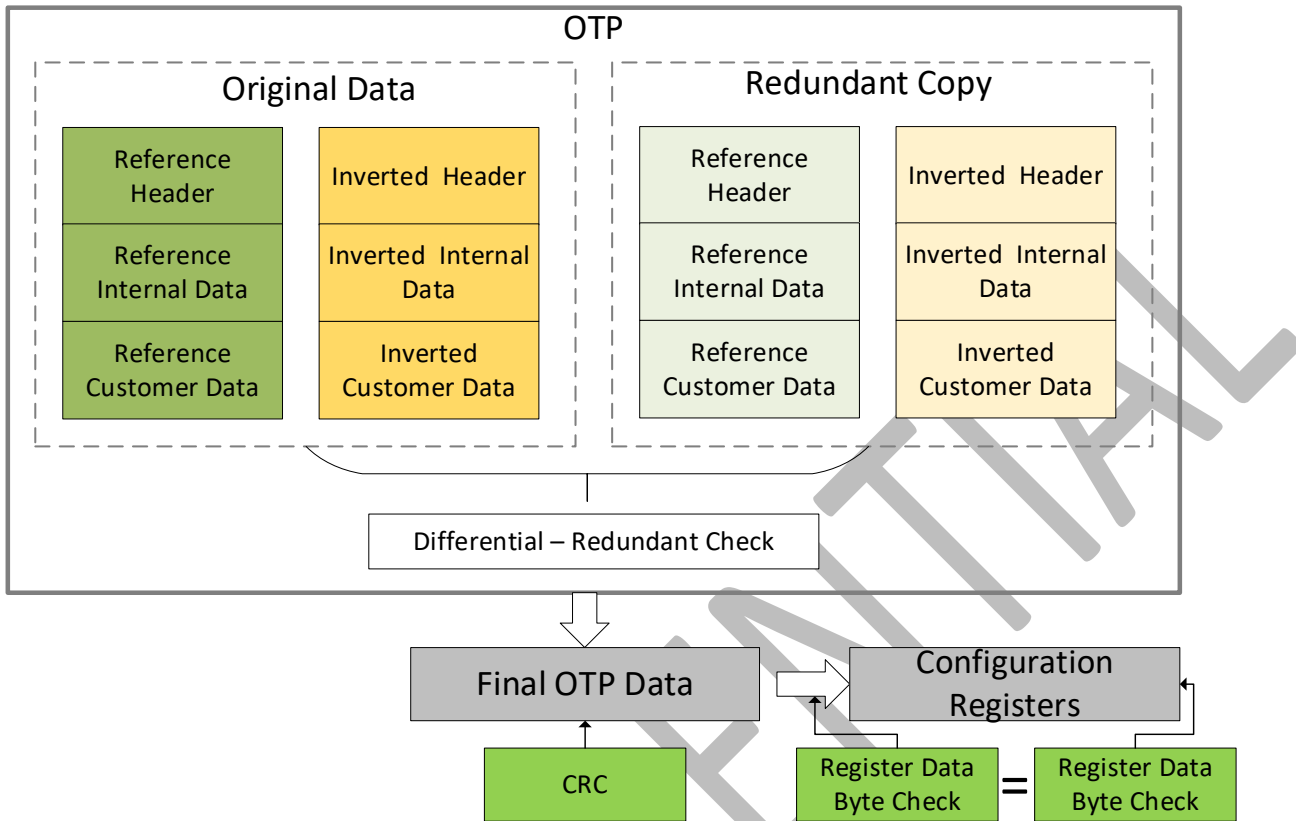 OTP
Original Data
Redundant Copy
Reference
Header
Inverted Header
Reference
Header
Inverted Header
Reference
Internal Data
Inverted Internal
Data
Reference
Internal Data
Inverted Internal
Data
Reference
Customer Data
Inverted
Customer Data
Reference
Customer Data
Inverted
Customer Data
Differential – Redundant Check
Final OTP Data
Configuration
Registers
CRC
Register Data
Byte Check
=
Register Data
Byte Check
ENTIAL